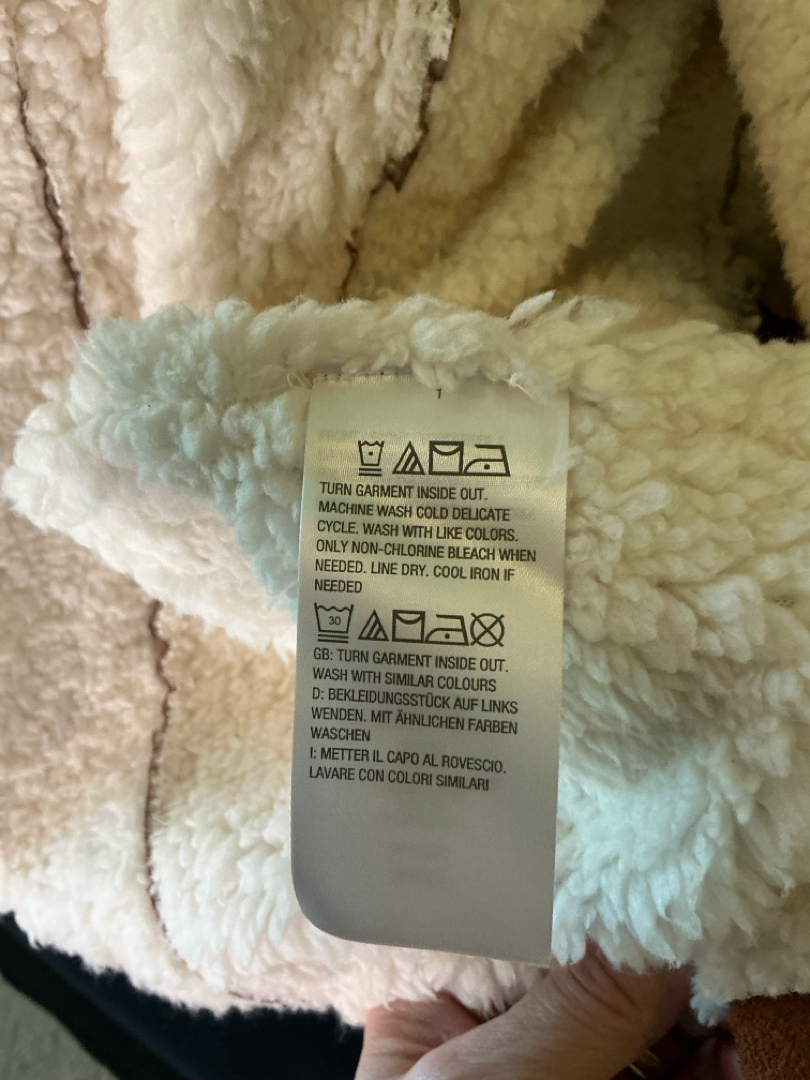 1
TURN GARMENT INSIDE OUT.
MACHINE WASH COLD DELICATE
CYCLE. WASH WITH LIKE COLORS.
ONLY NON-CHLORINE BLEACH WHEN
NEEDED. LINE DRY. COOL IRON IF
NEEDED
30
GB: TURN GARMENT INSIDE OUT.
WASH WITH SIMILAR COLOURS
D: BEKLEIDUNGSSTÜCK AUF LINKS
WENDEN. MIT ÄHNLICHEN FARBEN
WASCHEN
I: METTER IL CAPO AL ROVESCIO.
LAVARE CON COLORI SIMILARI